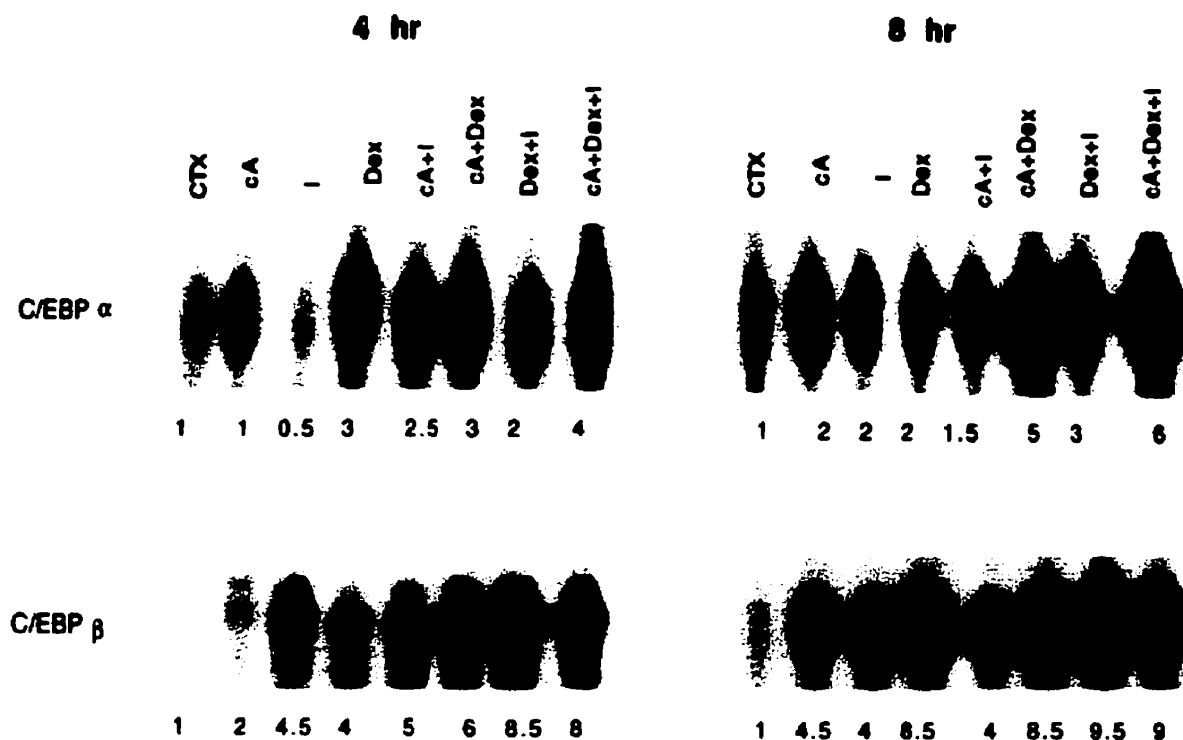 4 hr
8 hr
CTX cA I Dex cA+I cA+Dex Dex+I cA+Dex+I
CTX cA I Dex cA+I cA+Dex Dex+I cA+Dex+I
C/EBP α
1 1 0.5 3 2.5 3 2 4
1 2 2 2 1.5 5 3 6
C/EBP β
1 2 4.5 4 5 6 8.5 8
1 4.5 4 8.5 4 8.5 9.5 9